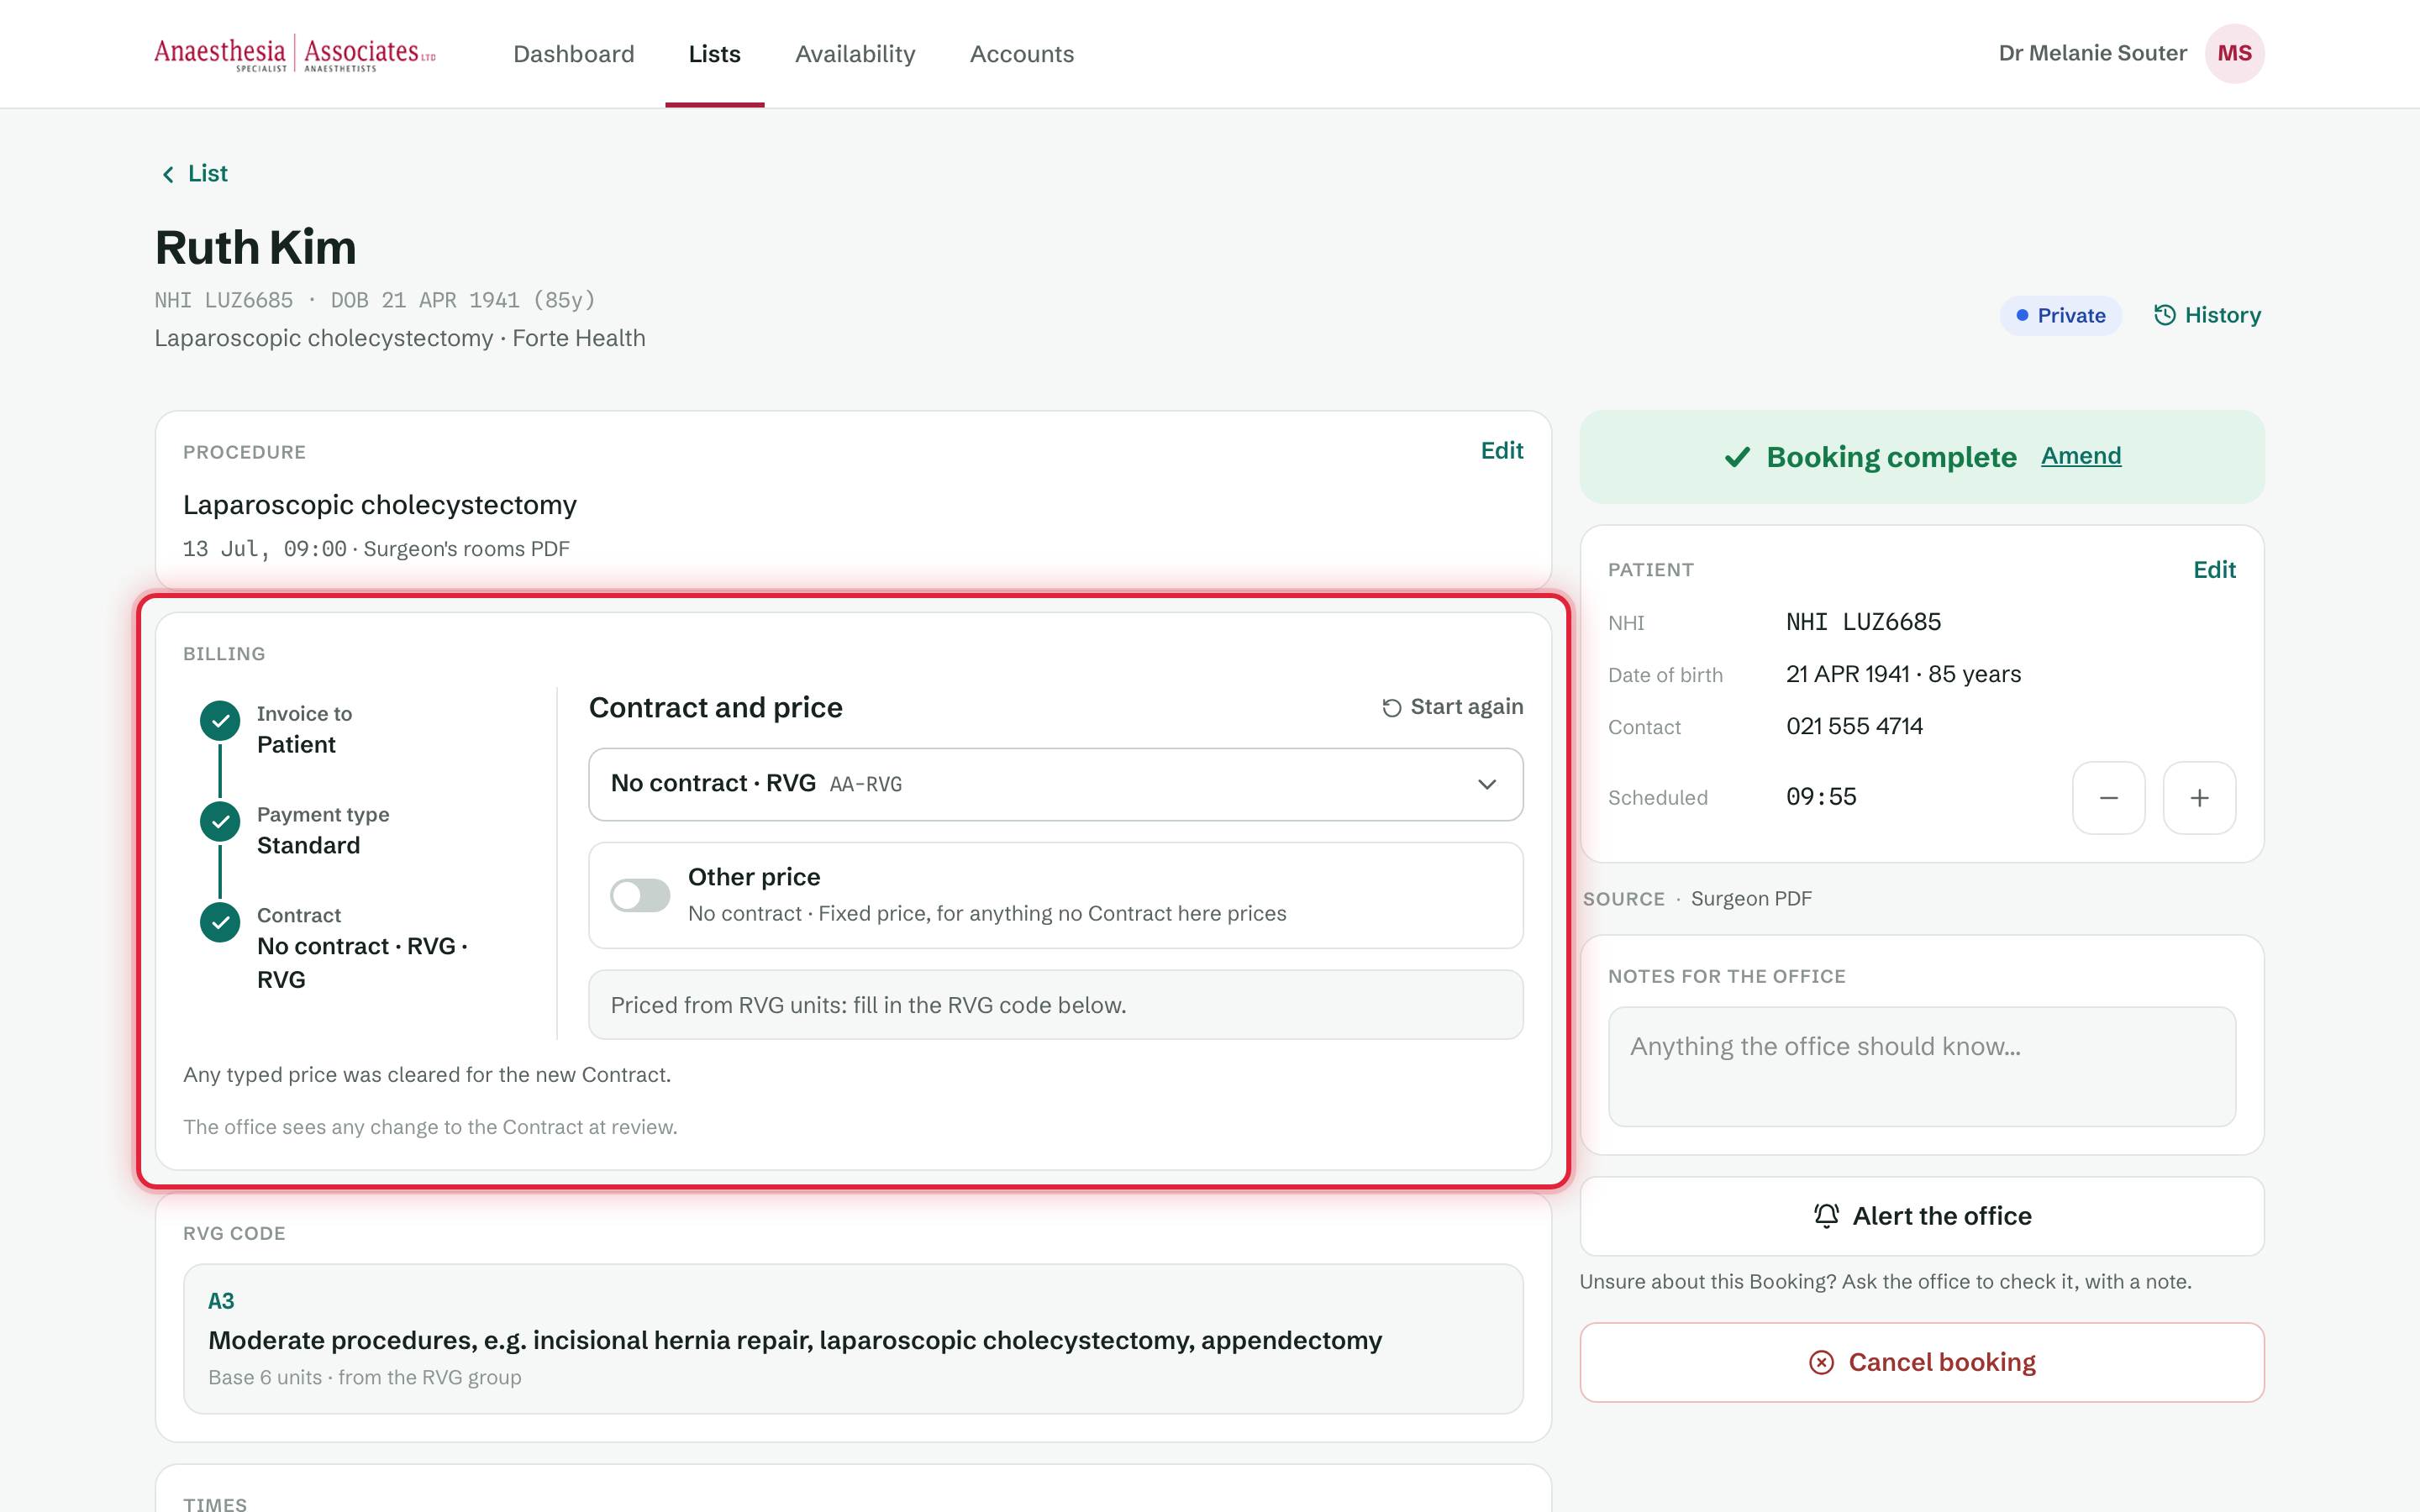 Anaesthesia | Associates LTD
SPECIALIST ANAESTHETISTS
Dashboard
Lists
Availability
Accounts
Dr Melanie Souter
MS
List
Ruth Kim
NHI LUZ6685 · DOB 21 APR 1941 (85y)
Laparoscopic cholecystectomy · Forte Health
Private
History
PROCEDURE
Edit
Laparoscopic cholecystectomy
13 Jul, 09:00 · Surgeon's rooms PDF
BILLING
Invoice to
Patient
Payment type
Standard
Contract
No contract · RVG ·
RVG
Contract and price
Start again
No contract · RVG AA-RVG
Other price
No contract · Fixed price, for anything no Contract here prices
Priced from RVG units: fill in the RVG code below.
Any typed price was cleared for the new Contract.
The office sees any change to the Contract at review.
RVG CODE
A3
Moderate procedures, e.g. incisional hernia repair, laparoscopic cholecystectomy, appendectomy
Base 6 units · from the RVG group
TIMES
Booking complete Amend
PATIENT
Edit
NHI
NHI LUZ6685
Date of birth
21 APR 1941 · 85 years
Contact
021 555 4714
Scheduled
09:55
SOURCE · Surgeon PDF
NOTES FOR THE OFFICE
Anything the office should know...
Alert the office
Unsure about this Booking? Ask the office to check it, with a note.
Cancel booking